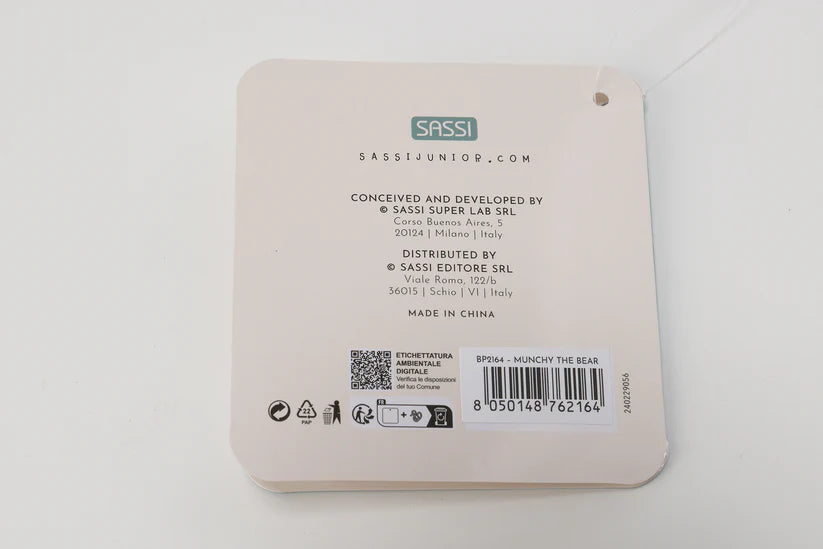 SASSI
SASSIJUNIOR.COM
CONCEIVED AND DEVELOPED BY
© SASSI SUPER LAB SRL
Corso Buenos Aires, 5
20124 | Milano | Italy
DISTRIBUTED BY
© SASSI EDITORE SRL
Viale Roma, 122/b
36015 | Schio | VI | Italy
MADE IN CHINA
ETICHETTATURA
AMBIENTALE
DIGITALE
Verifica le disposizioni
del tuo Comune
22
PAP
FR
+
BP2164 – MUNCHY THE BEAR
8 050148 762164
240229056